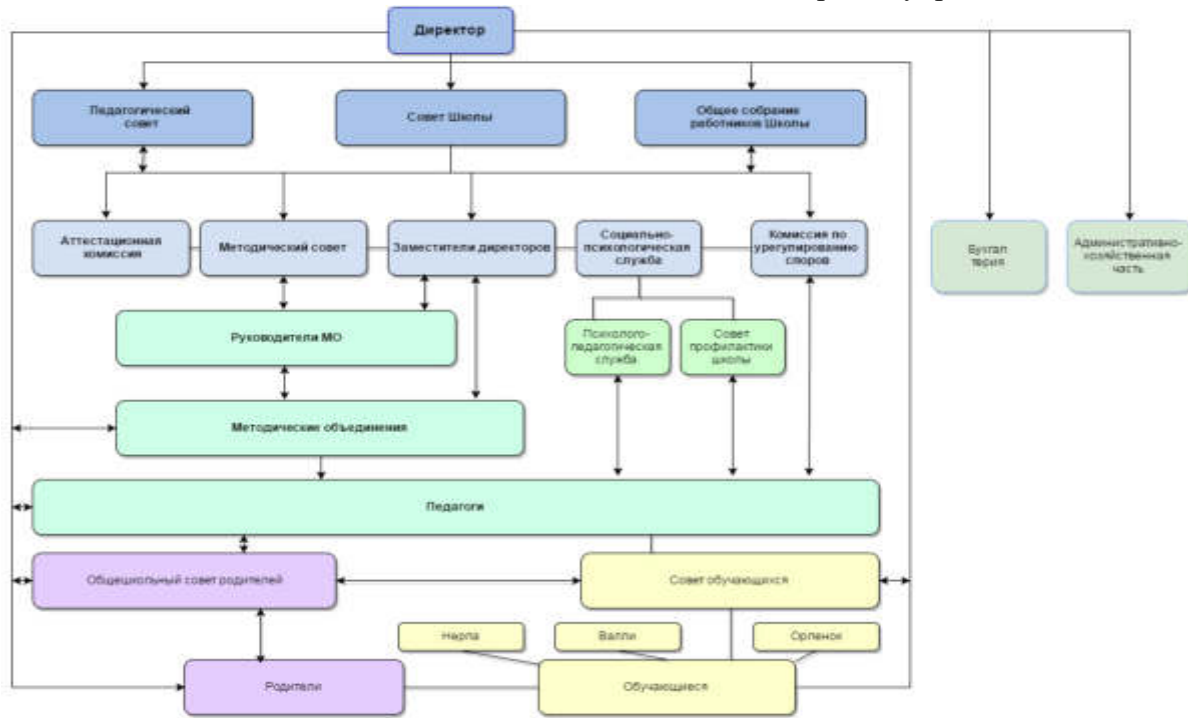 Директор
Педагогический
совет
Совет Школы
Общее собрание
работников Школы
Аттестационная
комиссия
Методический совет
Заместители директоров
Социально-
психологическая
служба
Комиссия по
урегулированию
споров
Бухгал
терия
Административно-
хозяйственная
часть
Руководители МО
Психолого-
педагогическая
служба
Совет
профилактики
школы
Методические объединения
Педагоги
Общешкольный совет родителей
Совет обучающихся
Нерпа
Валли
Орленок
Родители
Обучающиеся